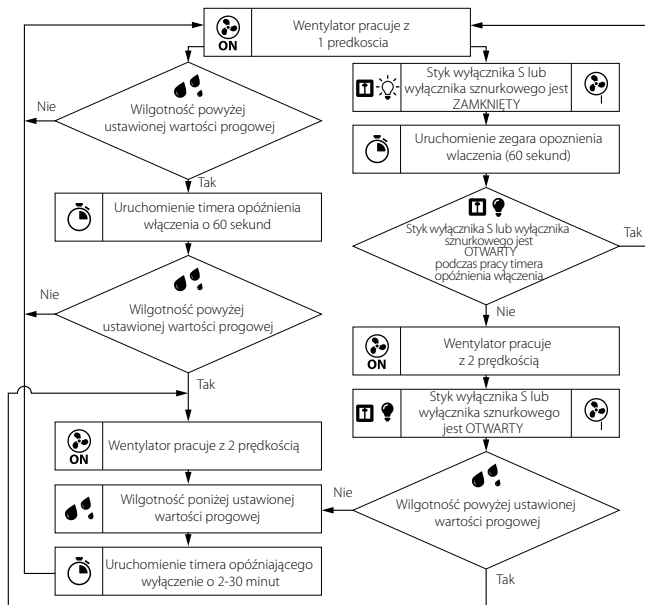 ON
Wentylator pracuje z
1 predkoscia
Wilgotność powyżej
ustawionej wartości progowej
Nie
Tak
Uruchomienie timera opóźnienia
włączenia o 60 sekund
Wilgotność powyżej
ustawionej wartości progowej
Nie
Tak
ON
Wentylator pracuje z 2 prędkością
Wilgotność poniżej ustawionej
wartości progowej
Uruchomienie timera opóźniającego
wyłączenie o 2-30 minut
Styk wyłącznika S lub
wyłącznika sznurkowego jest
ZAMKNIĘTY
Uruchomienie zegara opoznienia
wlaczenia (60 sekund)
Styk wyłącznika S lub wyłącznika
sznurkowego jest
OTWARTY
podczas pracy timera
opóźnienia włączenia
Tak
Nie
ON
Wentylator pracuje
z 2 prędkością
Styk wyłącznika S lub
wyłącznika sznurkowego
jest OTWARTY
Wilgotność powyżej ustawionej
wartości progowej
Nie
Tak